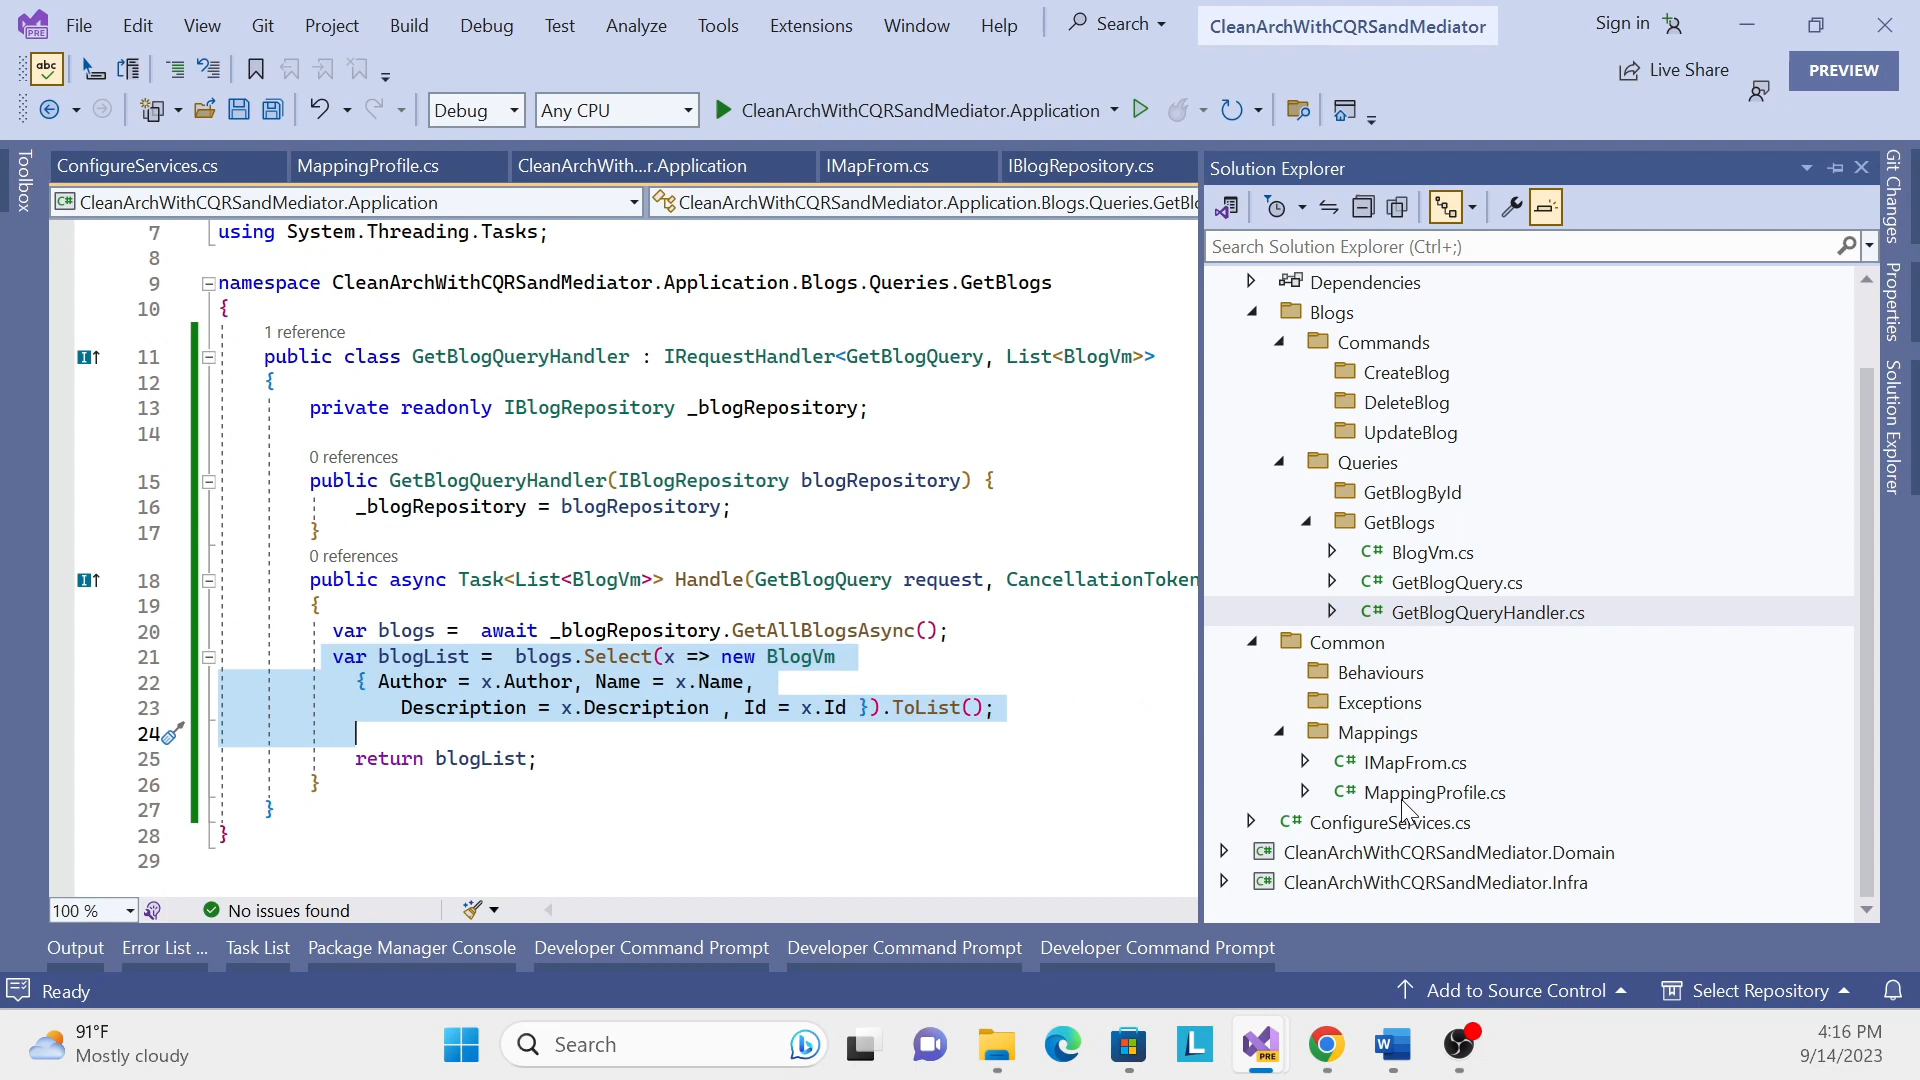 File Edit View Git Project Build Debug Test Analyze Tools Extensions Window Help Search CleanArchWithCQRSandMediator Sign in
PRE
abc
Live Share PREVIEW
Debug Any CPU CleanArchWithCQRSandMediator.Application
Toolbox
ConfigureServices.cs MappingProfile.cs CleanArchWith...r.Application IMapFrom.cs IBlogRepository.cs
C# CleanArchWithCQRSandMediator.Application CleanArchWithCQRSandMediator.Application.Blogs.Queries.GetBlo
7 using System.Threading.Tasks;
8
9 namespace CleanArchWithCQRSandMediator.Application.Blogs.Queries.GetBlogs
10 {
1 reference
11 public class GetBlogQueryHandler : IRequestHandler<GetBlogQuery, List<BlogVm>>
12 {
13 private readonly IBlogRepository _blogRepository;
14
0 references
15 public GetBlogQueryHandler(IBlogRepository blogRepository) {
16 _blogRepository = blogRepository;
17 }
0 references
18 public async Task<List<BlogVm>> Handle(GetBlogQuery request, CancellationToken
19 {
20 var blogs =  await _blogRepository.GetAllBlogsAsync();
21 var blogList =  blogs.Select(x => new BlogVm
22 { Author = x.Author, Name = x.Name,
23 Description = x.Description , Id = x.Id }).ToList();
24
25 return blogList;
26 }
27 }
28 }
29
100 % No issues found
Solution Explorer
Search Solution Explorer (Ctrl+;)
Dependencies
Blogs
Commands
CreateBlog
DeleteBlog
UpdateBlog
Queries
GetBlogById
GetBlogs
C# BlogVm.cs
C# GetBlogQuery.cs
C# GetBlogQueryHandler.cs
Common
Behaviours
Exceptions
Mappings
C# IMapFrom.cs
C# MappingProfile.cs
C# ConfigureServices.cs
C# CleanArchWithCQRSandMediator.Domain
C# CleanArchWithCQRSandMediator.Infra
Git Changes
Properties
Solution Explorer
Output Error List ... Task List Package Manager Console Developer Command Prompt Developer Command Prompt Developer Command Prompt
Ready Add to Source Control Select Repository
91°F
Mostly cloudy
Search
L
PRE
W
4:16 PM
9/14/2023